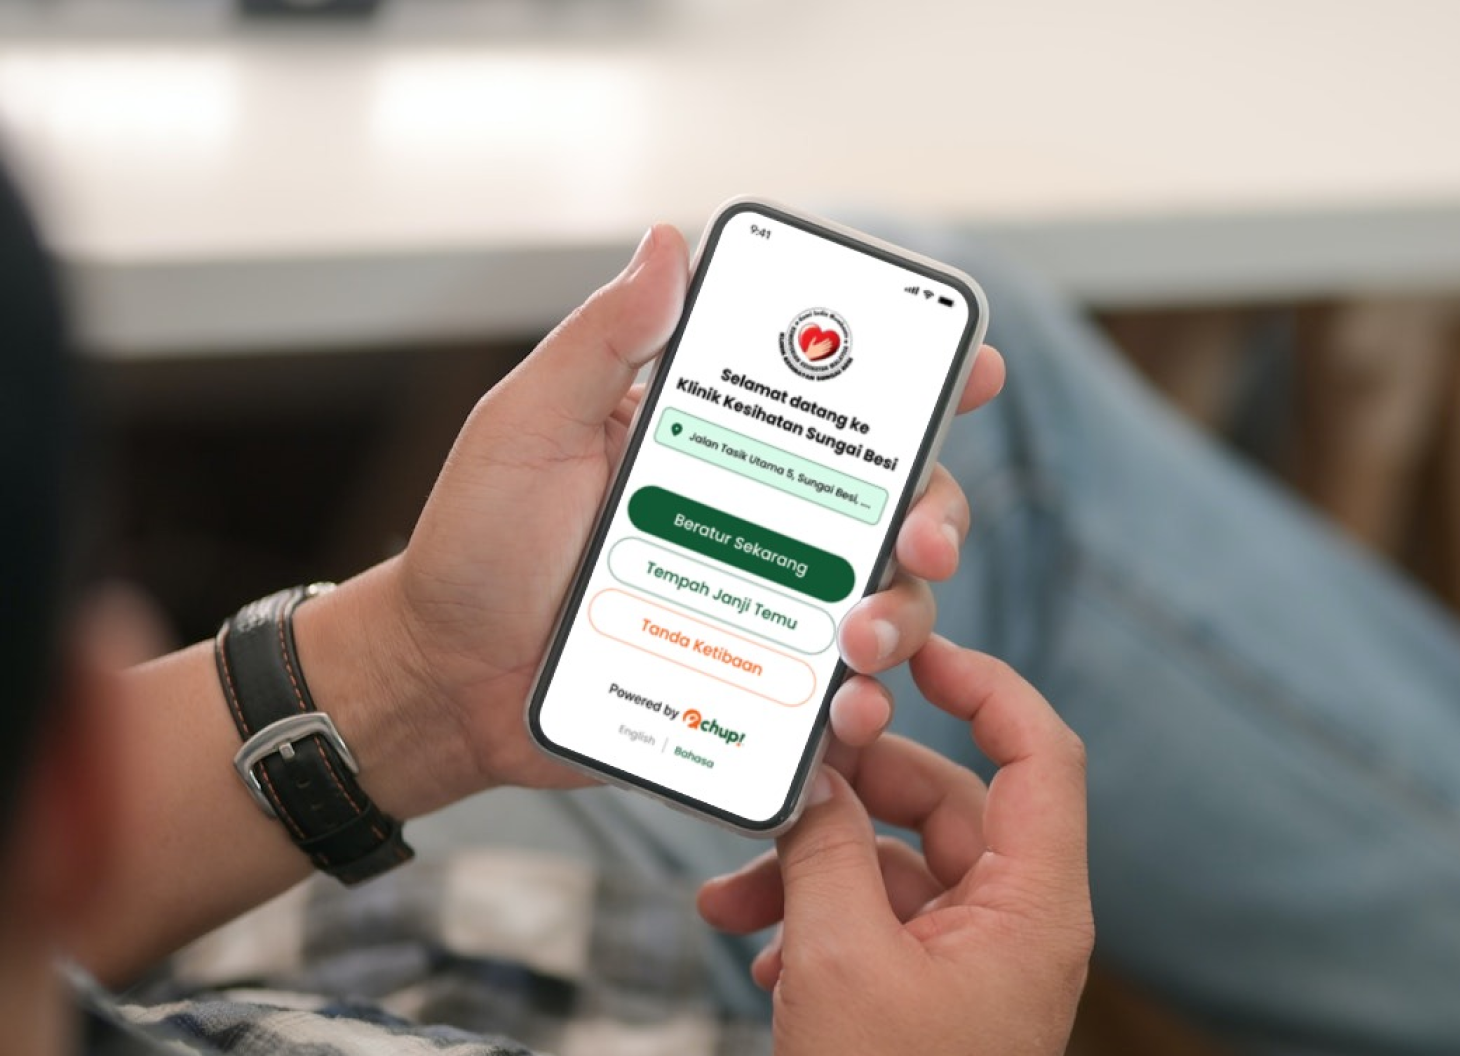 9:41
Selamat datang ke
Klinik Kesihatan Sungai Besi
Jalan Tasik Utama 5, Sungai Besi, ...
Beratur Sekarang
Tempah Janji Temu
Tanda Ketibaan
Powered by Qchup!
English | Bahasa